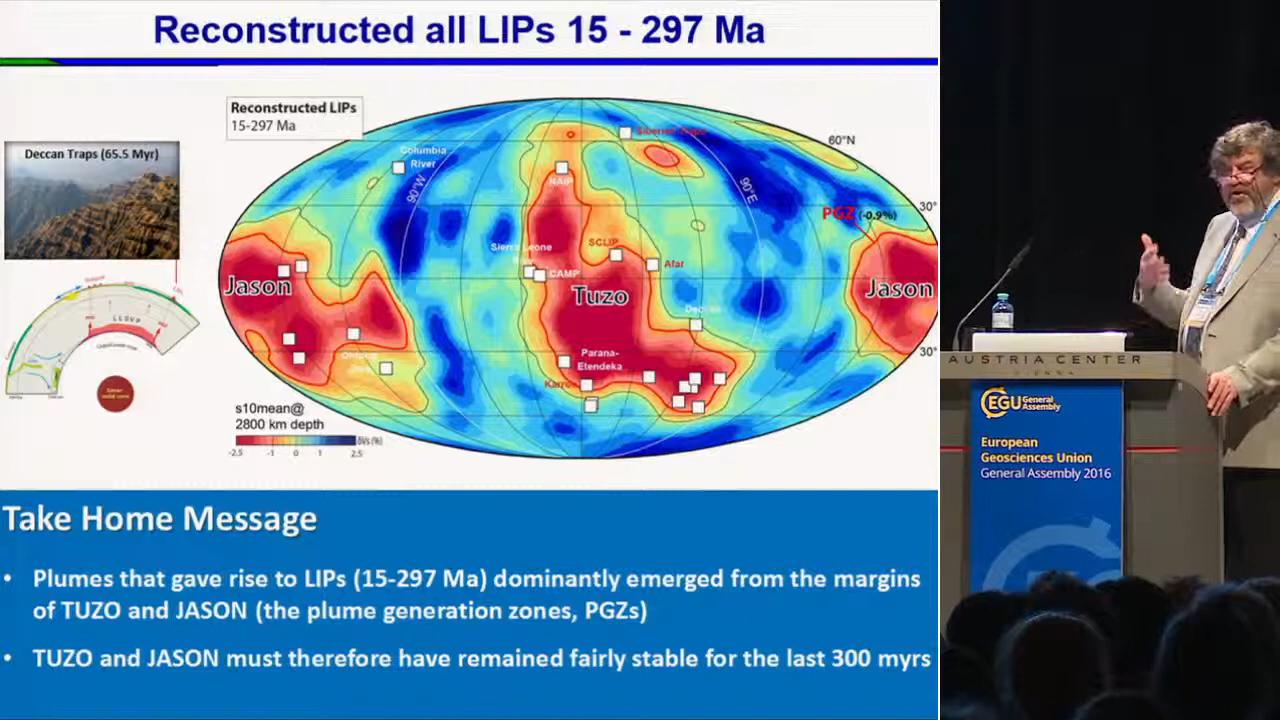 Reconstructed all LIPs 15 - 297 Ma
Reconstructed LIPs
15-297 Ma
Deccan Traps (65.5 Myr)
Columbia
River
90°W
NAIP
60°N
90°E
30°
PGZ (-0.9%)
Sierra Leone
SCLIP
Afar
CAMP
Jason
Tuzo
Jason
LLSVP
30°
Parana-
Etendeka
Karroo
s10mean@
2800 km depth
δVs (%)
-2.5 -1 0 1 2.5
Take Home Message
• Plumes that gave rise to LIPs (15-297 Ma) dominantly emerged from the margins
of TUZO and JASON (the plume generation zones, PGZs)
• TUZO and JASON must therefore have remained fairly stable for the last 300 myrs
AUSTRIA CENTER
VIENNA
EGU General
Assembly
European
Geosciences Union
General Assembly 2016